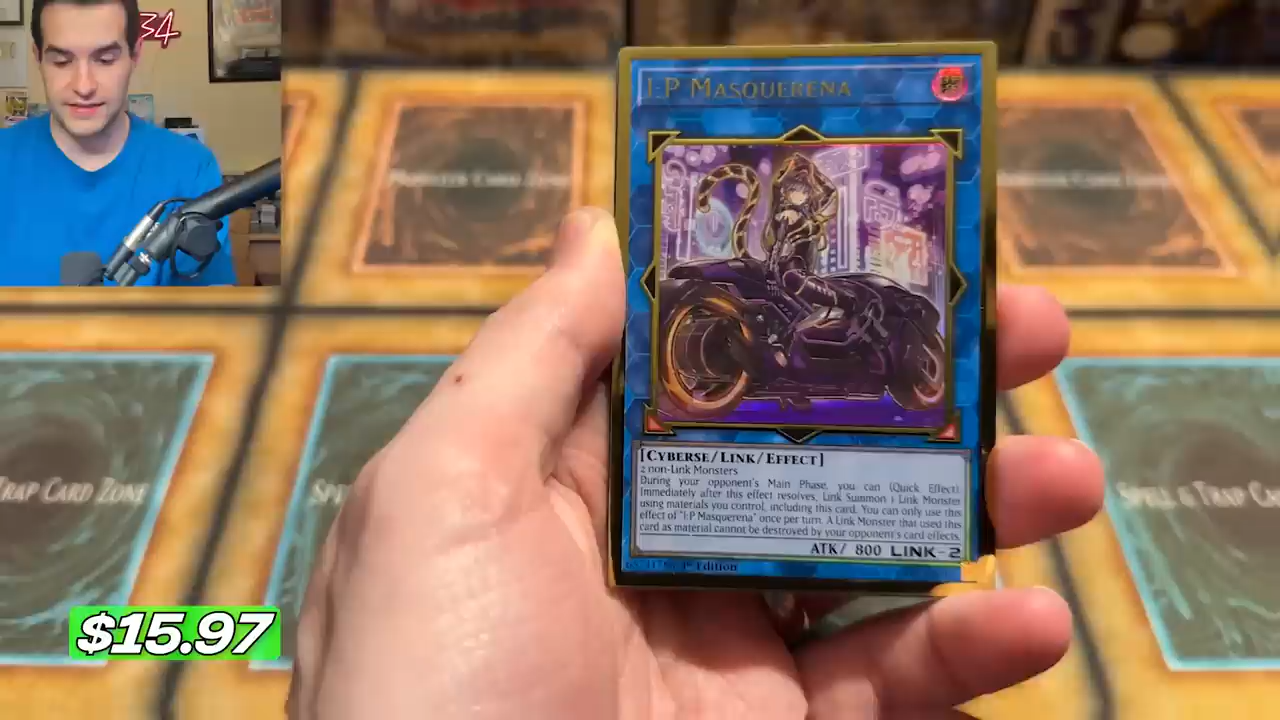 34
I:P MASQUERENA
MONSTER CARD ZONE
[CYBERSE/LINK/EFFECT]
2 non-Link Monsters
During your opponent's Main Phase, you can (Quick Effect):
Immediately after this effect resolves, Link Summon 1 Link Monster
using materials you control, including this card. You can only use this
effect of "I:P Masquerena" once per turn. A Link Monster that used this
card as material cannot be destroyed by your opponent's card effects.
ATK/ 800 LINK-2
1st Edition
TRAP CARD ZONE
SPELL & TRAP CA
$15.97